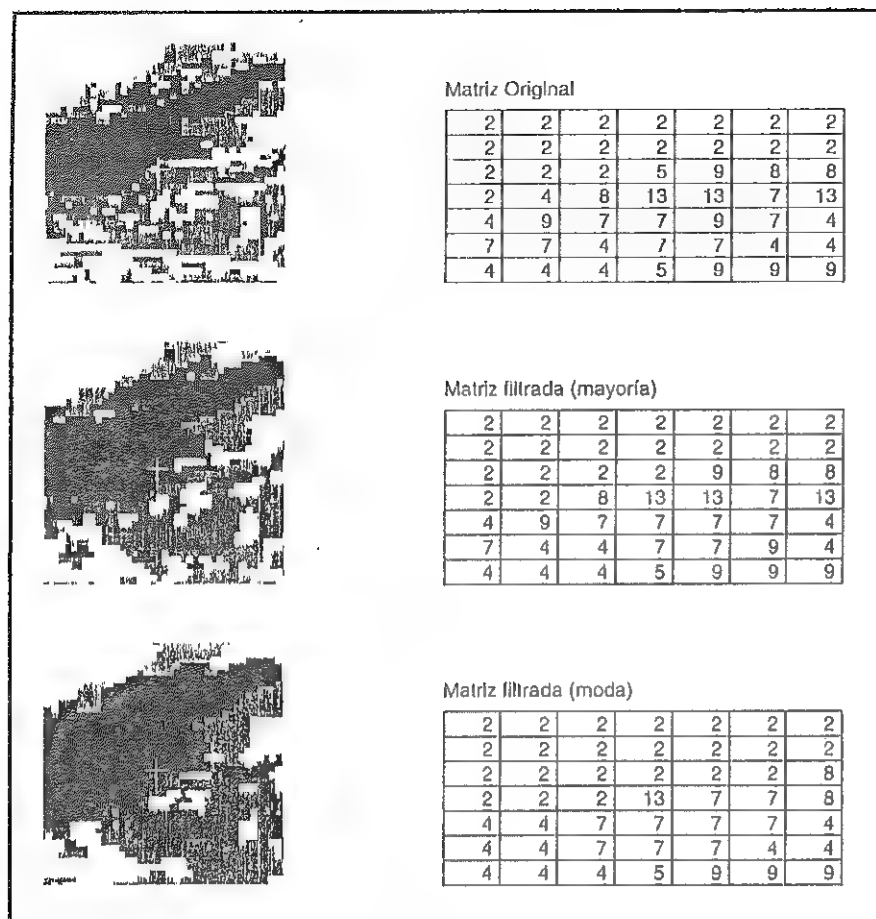 Matriz Original
2 2 2 2 2 2 2
2 2 2 2 2 2 2
2 2 2 5 9 8 8
2 4 8 13 13 7 13
4 9 7 7 9 7 4
7 7 4 7 7 4 4
4 4 4 5 9 9 9
Matriz filtrada (mayoría)
2 2 2 2 2 2 2
2 2 2 2 2 2 2
2 2 2 2 9 8 8
2 2 8 13 13 7 13
4 9 7 7 7 7 4
7 4 4 7 7 9 4
4 4 4 5 9 9 9
Matriz filtrada (moda)
2 2 2 2 2 2 2
2 2 2 2 2 2 2
2 2 2 2 2 2 8
2 2 2 13 7 7 8
4 4 7 7 7 7 4
4 4 7 7 7 4 4
4 4 4 5 9 9 9